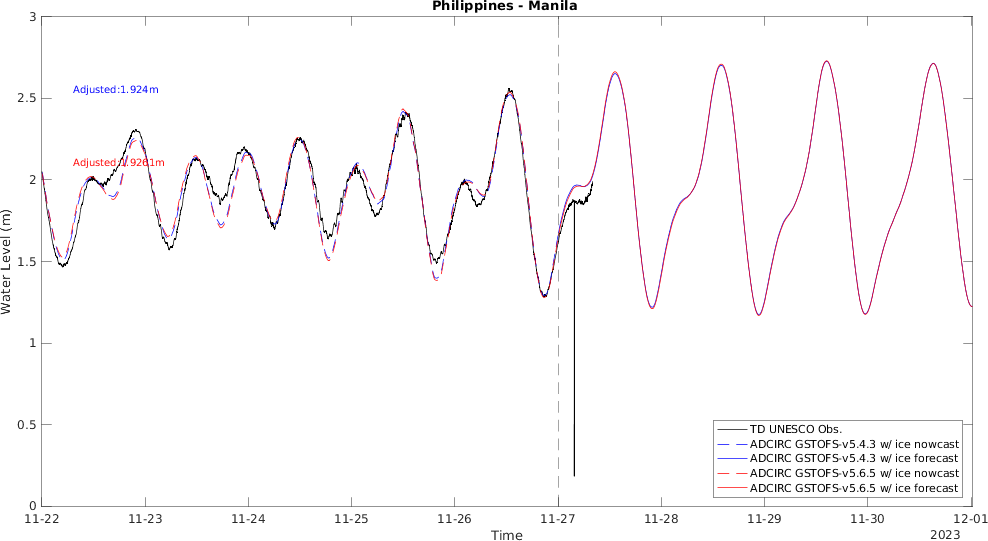 Philippines - Manila
3
2.5
2
1.5
1
0.5
0
Water Level (m)
Adjusted:1.924m
Adjusted:1.9261m
TD UNESCO Obs.
ADCIRC GSTOFS-v5.4.3 w/ ice nowcast
ADCIRC GSTOFS-v5.4.3 w/ ice forecast
ADCIRC GSTOFS-v5.6.5 w/ ice nowcast
ADCIRC GSTOFS-v5.6.5 w/ ice forecast
11-22 11-23 11-24 11-25 11-26 11-27 11-28 11-29 11-30 12-01
Time
2023